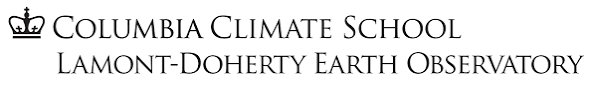 COLUMBIA CLIMATE SCHOOL
LAMONT-DOHERTY EARTH OBSERVATORY